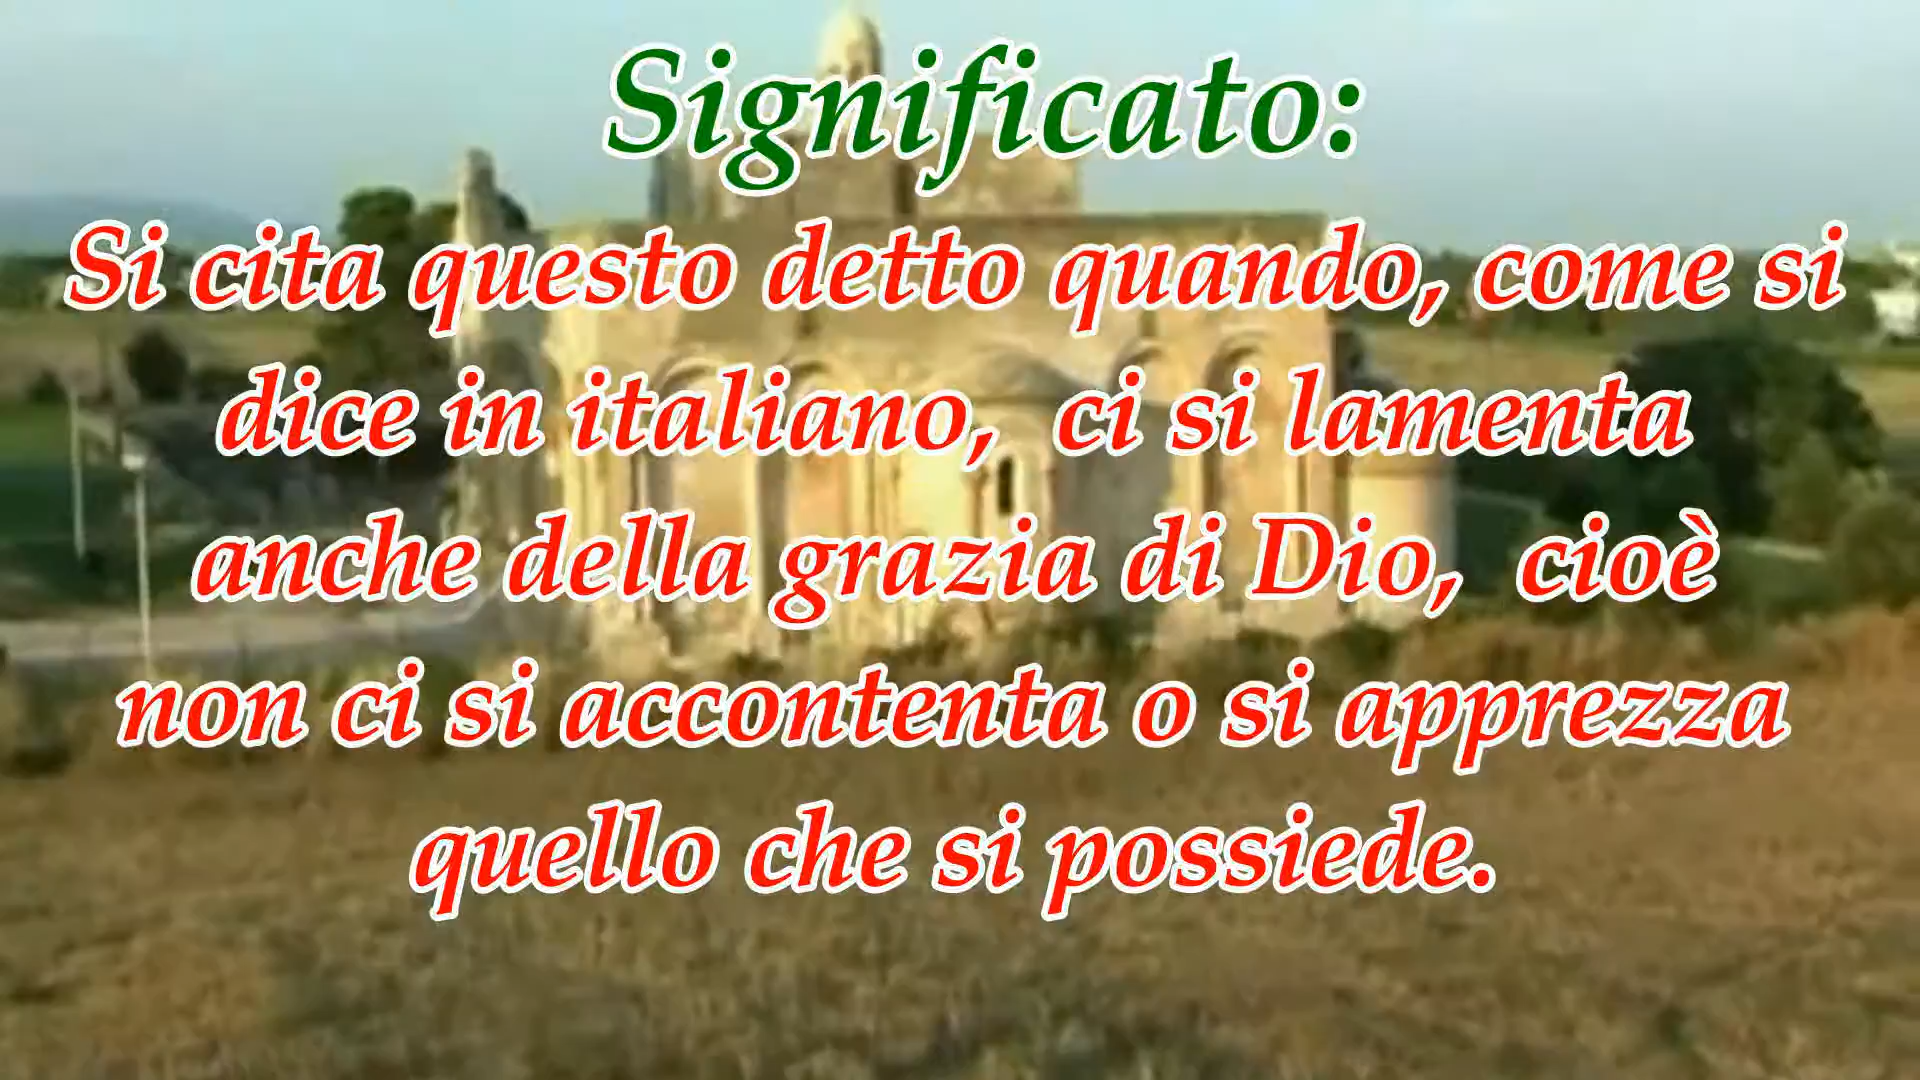 Significato:
Si cita questo detto quando, come si
dice in italiano, ci si lamenta
anche della grazia di Dio, cioè
non ci si accontenta o si apprezza
quello che si possiede.